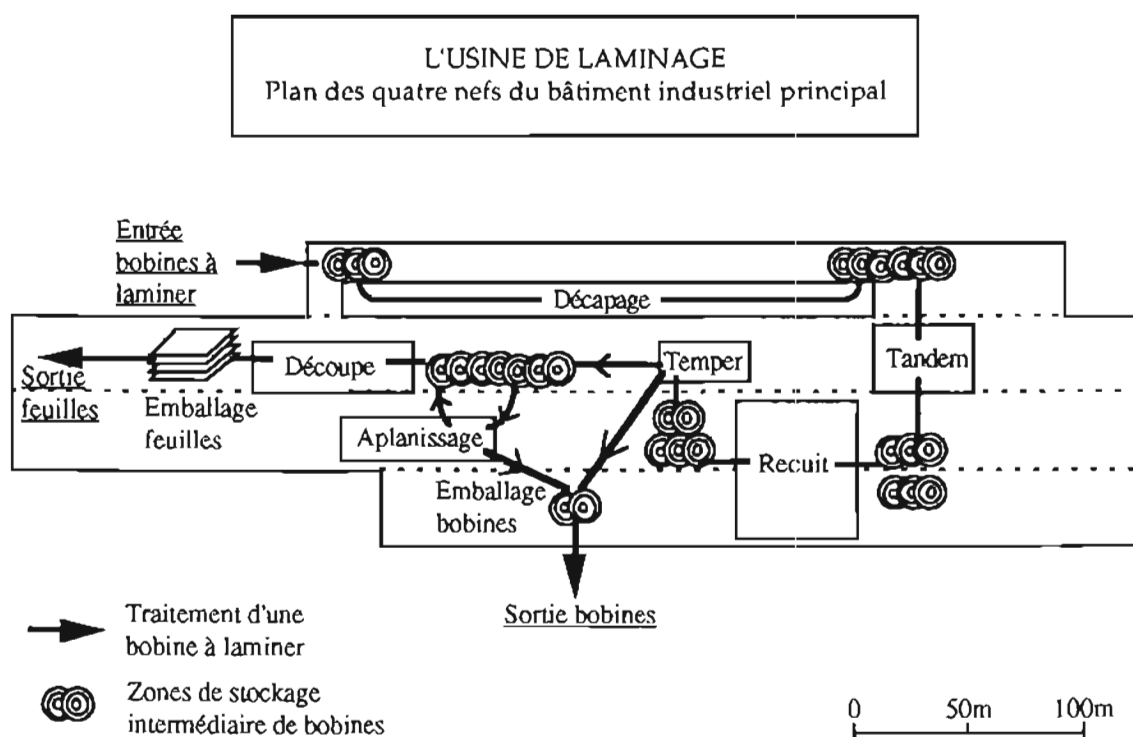 L'USINE DE LAMINAGE
Plan des quatre nefs du bâtiment industriel principal
Entrée
bobines à
laminer
Décapage
Découpe
Temper
Tandem
Sortie
feuilles
Emballage
feuilles
Aplanissage
Recuit
Emballage
bobines
Sortie bobines
Traitement d'une
bobine à laminer
Zones de stockage
intermédiaire de bobines
0 50m 100m